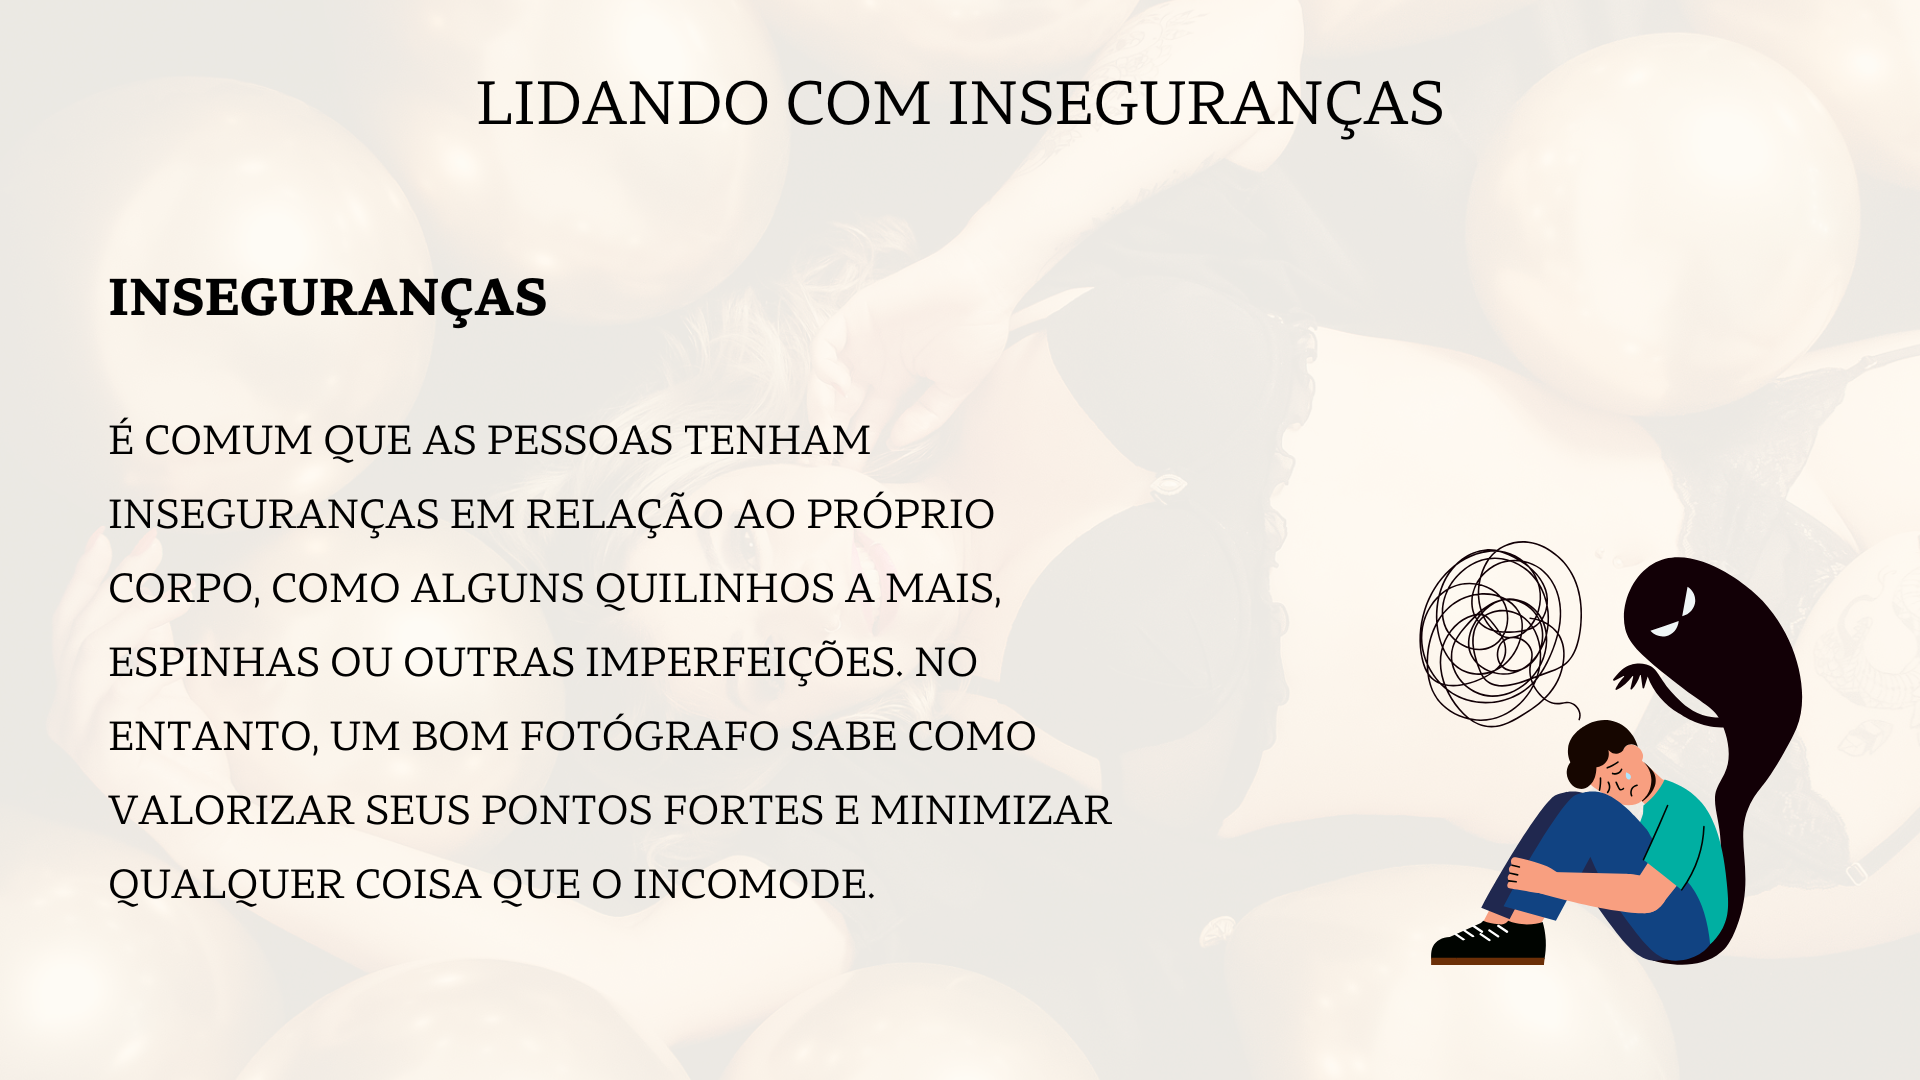 LIDANDO COM INSEGURANÇAS
INSEGURANÇAS
É COMUM QUE AS PESSOAS TENHAM
INSEGURANÇAS EM RELAÇÃO AO PRÓPRIO
CORPO, COMO ALGUNS QUILINHOS A MAIS,
ESPINHAS OU OUTRAS IMPERFEIÇÕES. NO
ENTANTO, UM BOM FOTÓGRAFO SABE COMO
VALORIZAR SEUS PONTOS FORTES E MINIMIZAR
QUALQUER COISA QUE O INCOMODE.